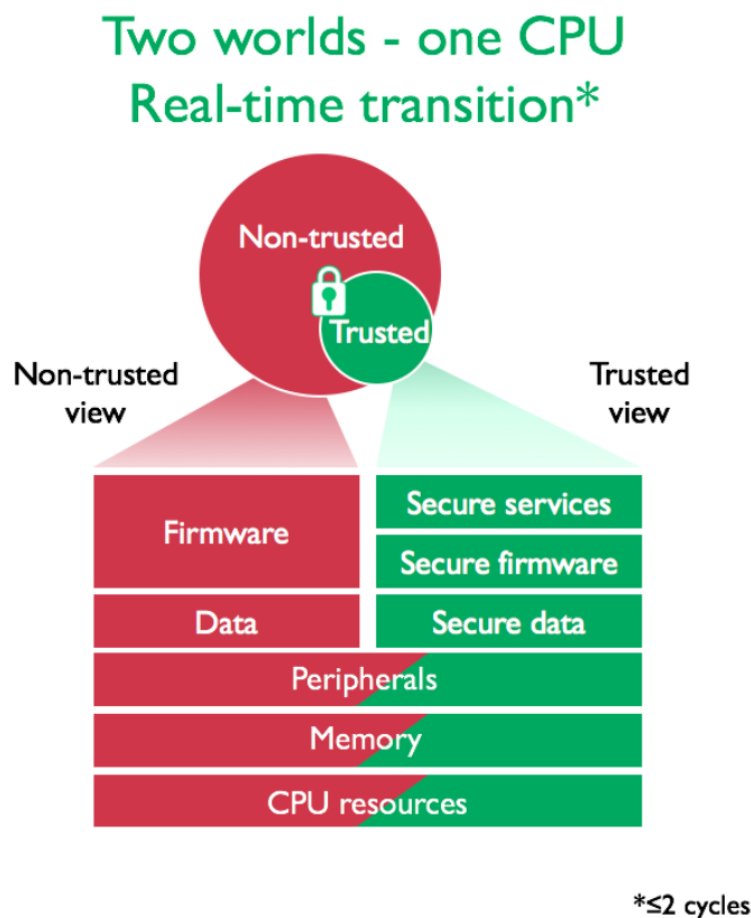 Two worlds - one CPU
Real-time transition*
Non-trusted
Trusted
Non-trusted
view
Trusted
view
Firmware
Secure services
Secure firmware
Data
Secure data
Peripherals
Memory
CPU resources
*≤2 cycles